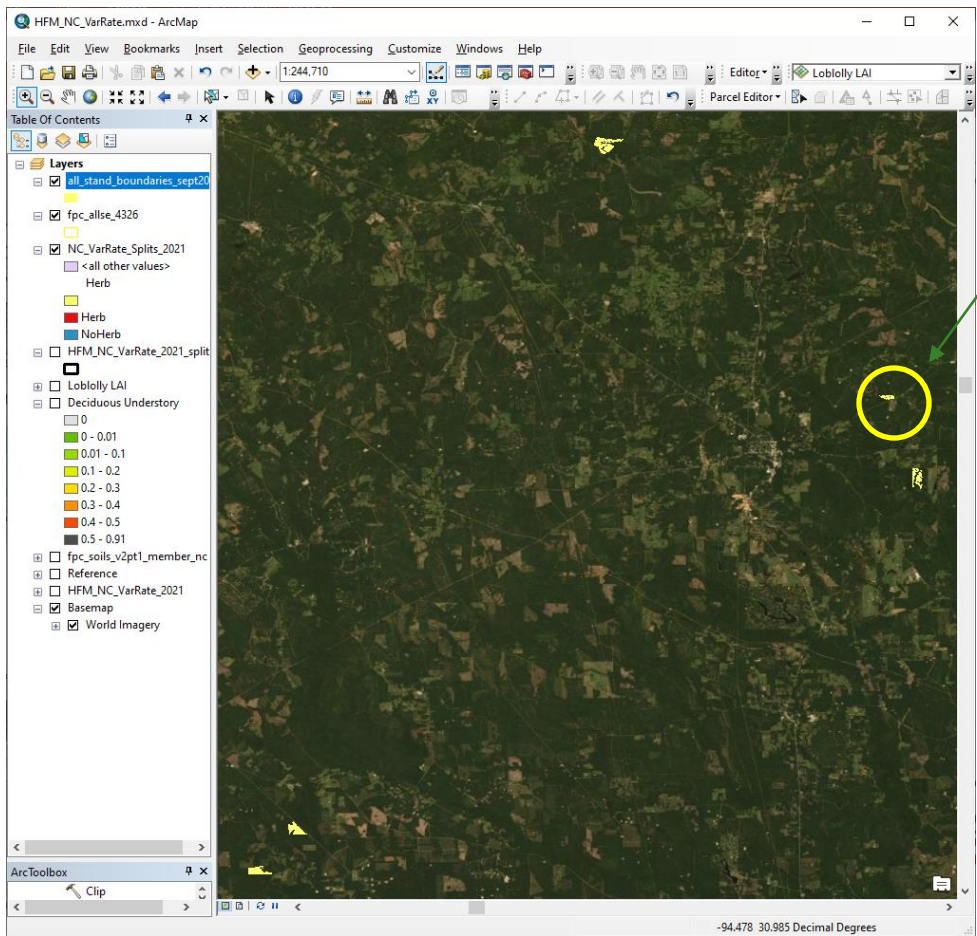 HFM_NC_VarRate.mxd - ArcMap
File Edit View Bookmarks Insert Selection Geoprocessing Customize Windows Help
1:244,710 Editor Loblolly LAI
Parcel Editor
Table Of Contents
Layers
all_stand_boundaries_sept20
fpc_allse_4326
NC_VarRate_Splits_2021
<all other values>
Herb
Herb
NoHerb
HFM_NC_VarRate_2021_split
Loblolly LAI
Deciduous Understory
0
0 - 0.01
0.01 - 0.1
0.1 - 0.2
0.2 - 0.3
0.3 - 0.4
0.4 - 0.5
0.5 - 0.91
fpc_soils_v2pt1_member_nc
Reference
HFM_NC_VarRate_2021
Basemap
World Imagery
ArcToolbox
Clip
-94.478 30.985 Decimal Degrees